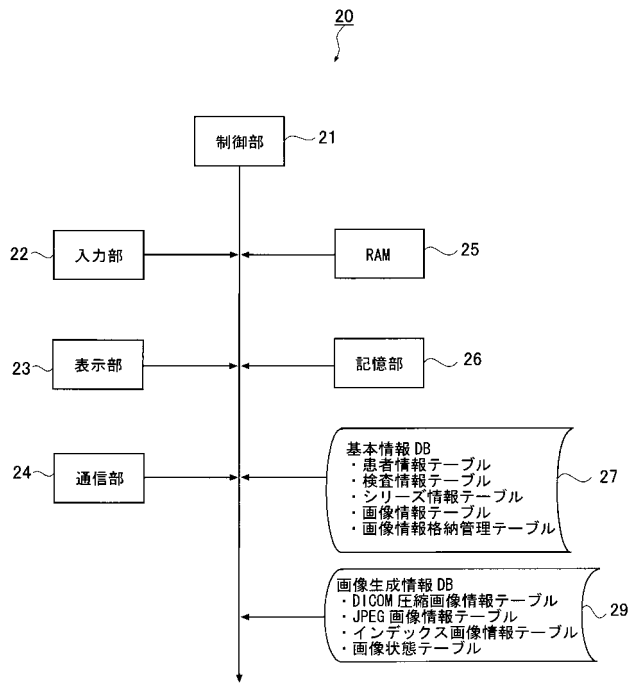 20
制御部
21
22
入力部
RAM
25
23
表示部
記憶部
26
24
通信部
基本情報DB
・患者情報テーブル
・検査情報テーブル
・シリーズ情報テーブル
・画像情報テーブル
・画像情報格納管理テーブル
27
画像生成情報DB
・DICOM圧縮画像情報テーブル
・JPEG画像情報テーブル
・インデックス画像情報テーブル
・画像状態テーブル
29